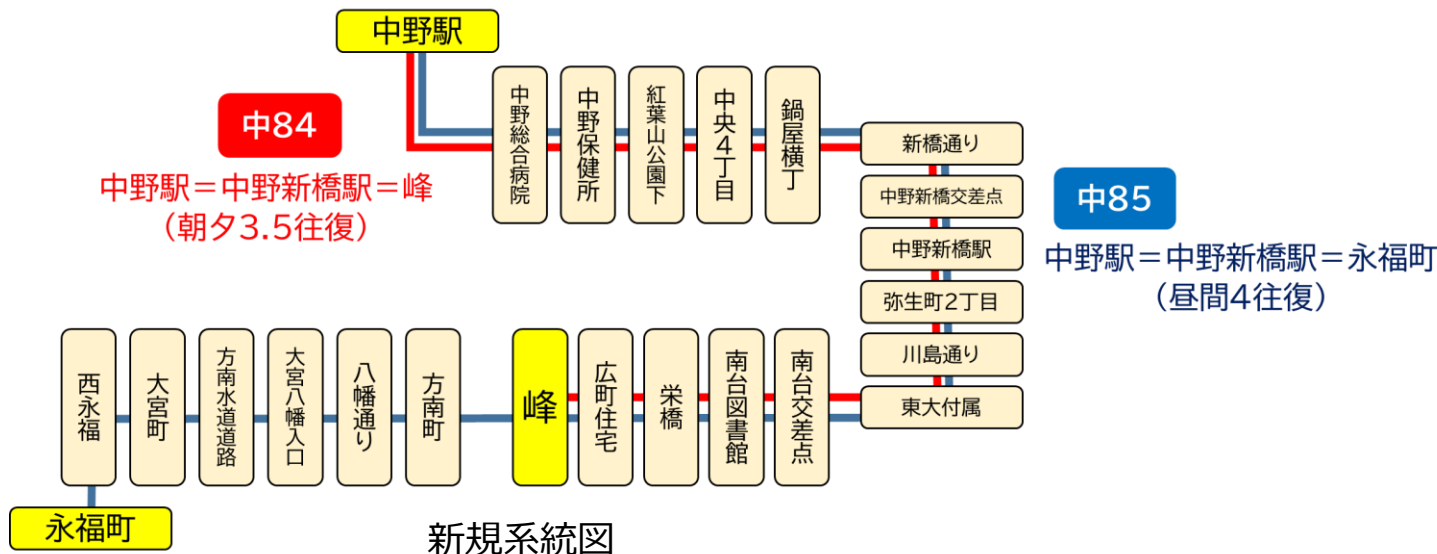 中野駅
中84
中野駅＝中野新橋駅＝峰
（朝夕3.5往復）
中野総合病院
中野保健所
紅葉山公園下
中央4丁目
鍋屋横丁
新橋通り
中野新橋交差点
中野新橋駅
弥生町2丁目
川島通り
東大付属
中85
中野駅＝中野新橋駅＝永福町
（昼間4往復）
南台交差点
南台図書館
栄橋
広町住宅
峰
方南町
八幡通り
大宮八幡入口
方南水道道路
大宮町
西永福
永福町
新規系統図